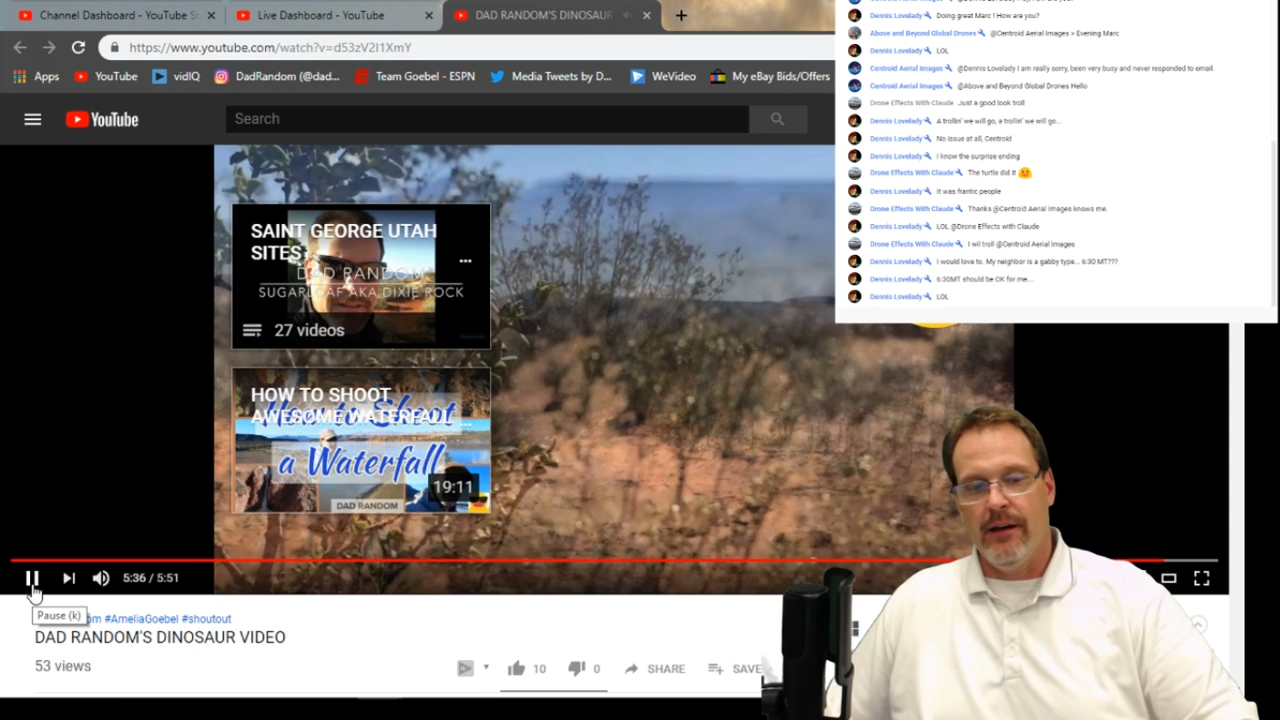 Channel Dashboard - YouTube
Live Dashboard - YouTube
DAD RANDOM'S DINOSAUR
Dennis Lovelady Doing great Marc ! How are you?
https://www.youtube.com/watch?v=d53zV2I1XmY
Above and Beyond Global Drones @Centroid Aerial Images > Evening Marc
Dennis Lovelady LOL
Centroid Aerial Images @Dennis Lovelady I am really sorry, been very busy and never responded to email.
Apps YouTube vidIQ DadRandom Team Hotel - ESPN Media Tweets by D... WeVideo My eBay Bids/Offers
Centroid Aerial Images @Above and Beyond Global Drones Hello
Drone Effects With Claude Just a good look troll
YouTube
Search
Dennis Lovelady A trollin' we will go, a trollin' we will go...
Dennis Lovelady No issue at all, Centroid
Dennis Lovelady I know the surprise ending
Drone Effects With Claude The turtle did it
Dennis Lovelady It was frantic people
Drone Effects With Claude Thanks @Centroid Aerial Images knows me.
Dennis Lovelady LOL @Drone Effects with Claude
Drone Effects With Claude I wil troll @Centroid Aerial Images
Dennis Lovelady I would love to. My neighbor is a gabby type... 6:30 MT???
Dennis Lovelady 6:30MT should be OK for me...
Dennis Lovelady LOL
SAINT GEORGE UTAH
SITES
DAD RANDOM
SUGARLOAF AKA DIXIE ROCK
27 videos
HOW TO SHOOT
AWESOME WATERFALL ...
How to Shoot
a Waterfall
19:11
DAD RANDOM
5:36 / 5:51
Pause (k)
#AmeliaGoebel #shoutout
DAD RANDOM'S DINOSAUR VIDEO
53 views
10 0 SHARE SAVE